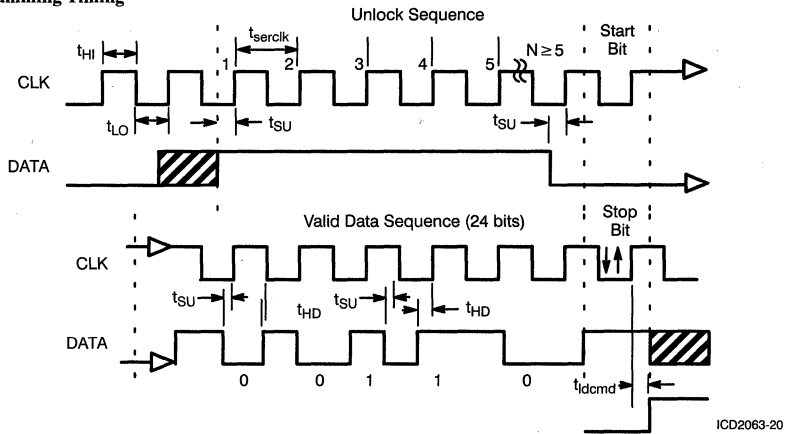 Unlock Sequence
tHI
tserclk
1 2 3 4 5 N ≥ 5
Start
Bit
CLK
tLO
tSU
tSU
DATA
Valid Data Sequence (24 bits)
Stop
Bit
CLK
tSU
tHD
tSU
tHD
DATA
0 0 1 1 0
tldcmd
ICD2063-20